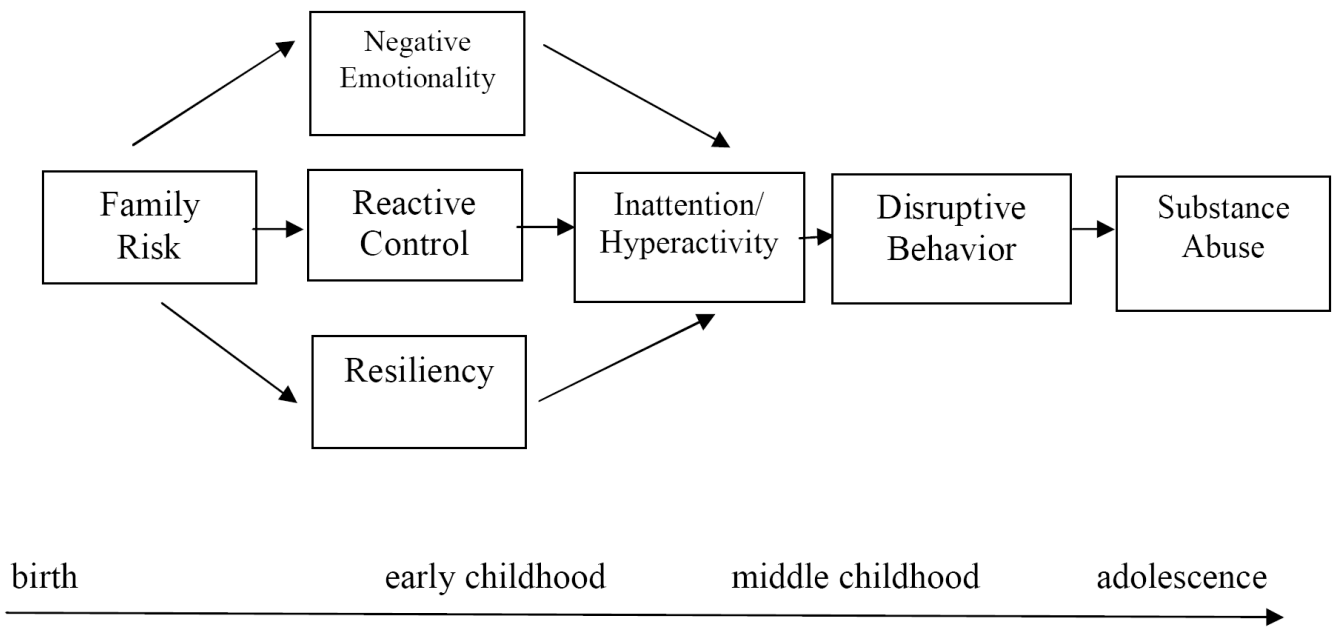 Negative
Emotionality
Family
Risk
Reactive
Control
Resiliency
Inattention/
Hyperactivity
Disruptive
Behavior
Substance
Abuse
birth
early childhood
middle childhood
adolescence